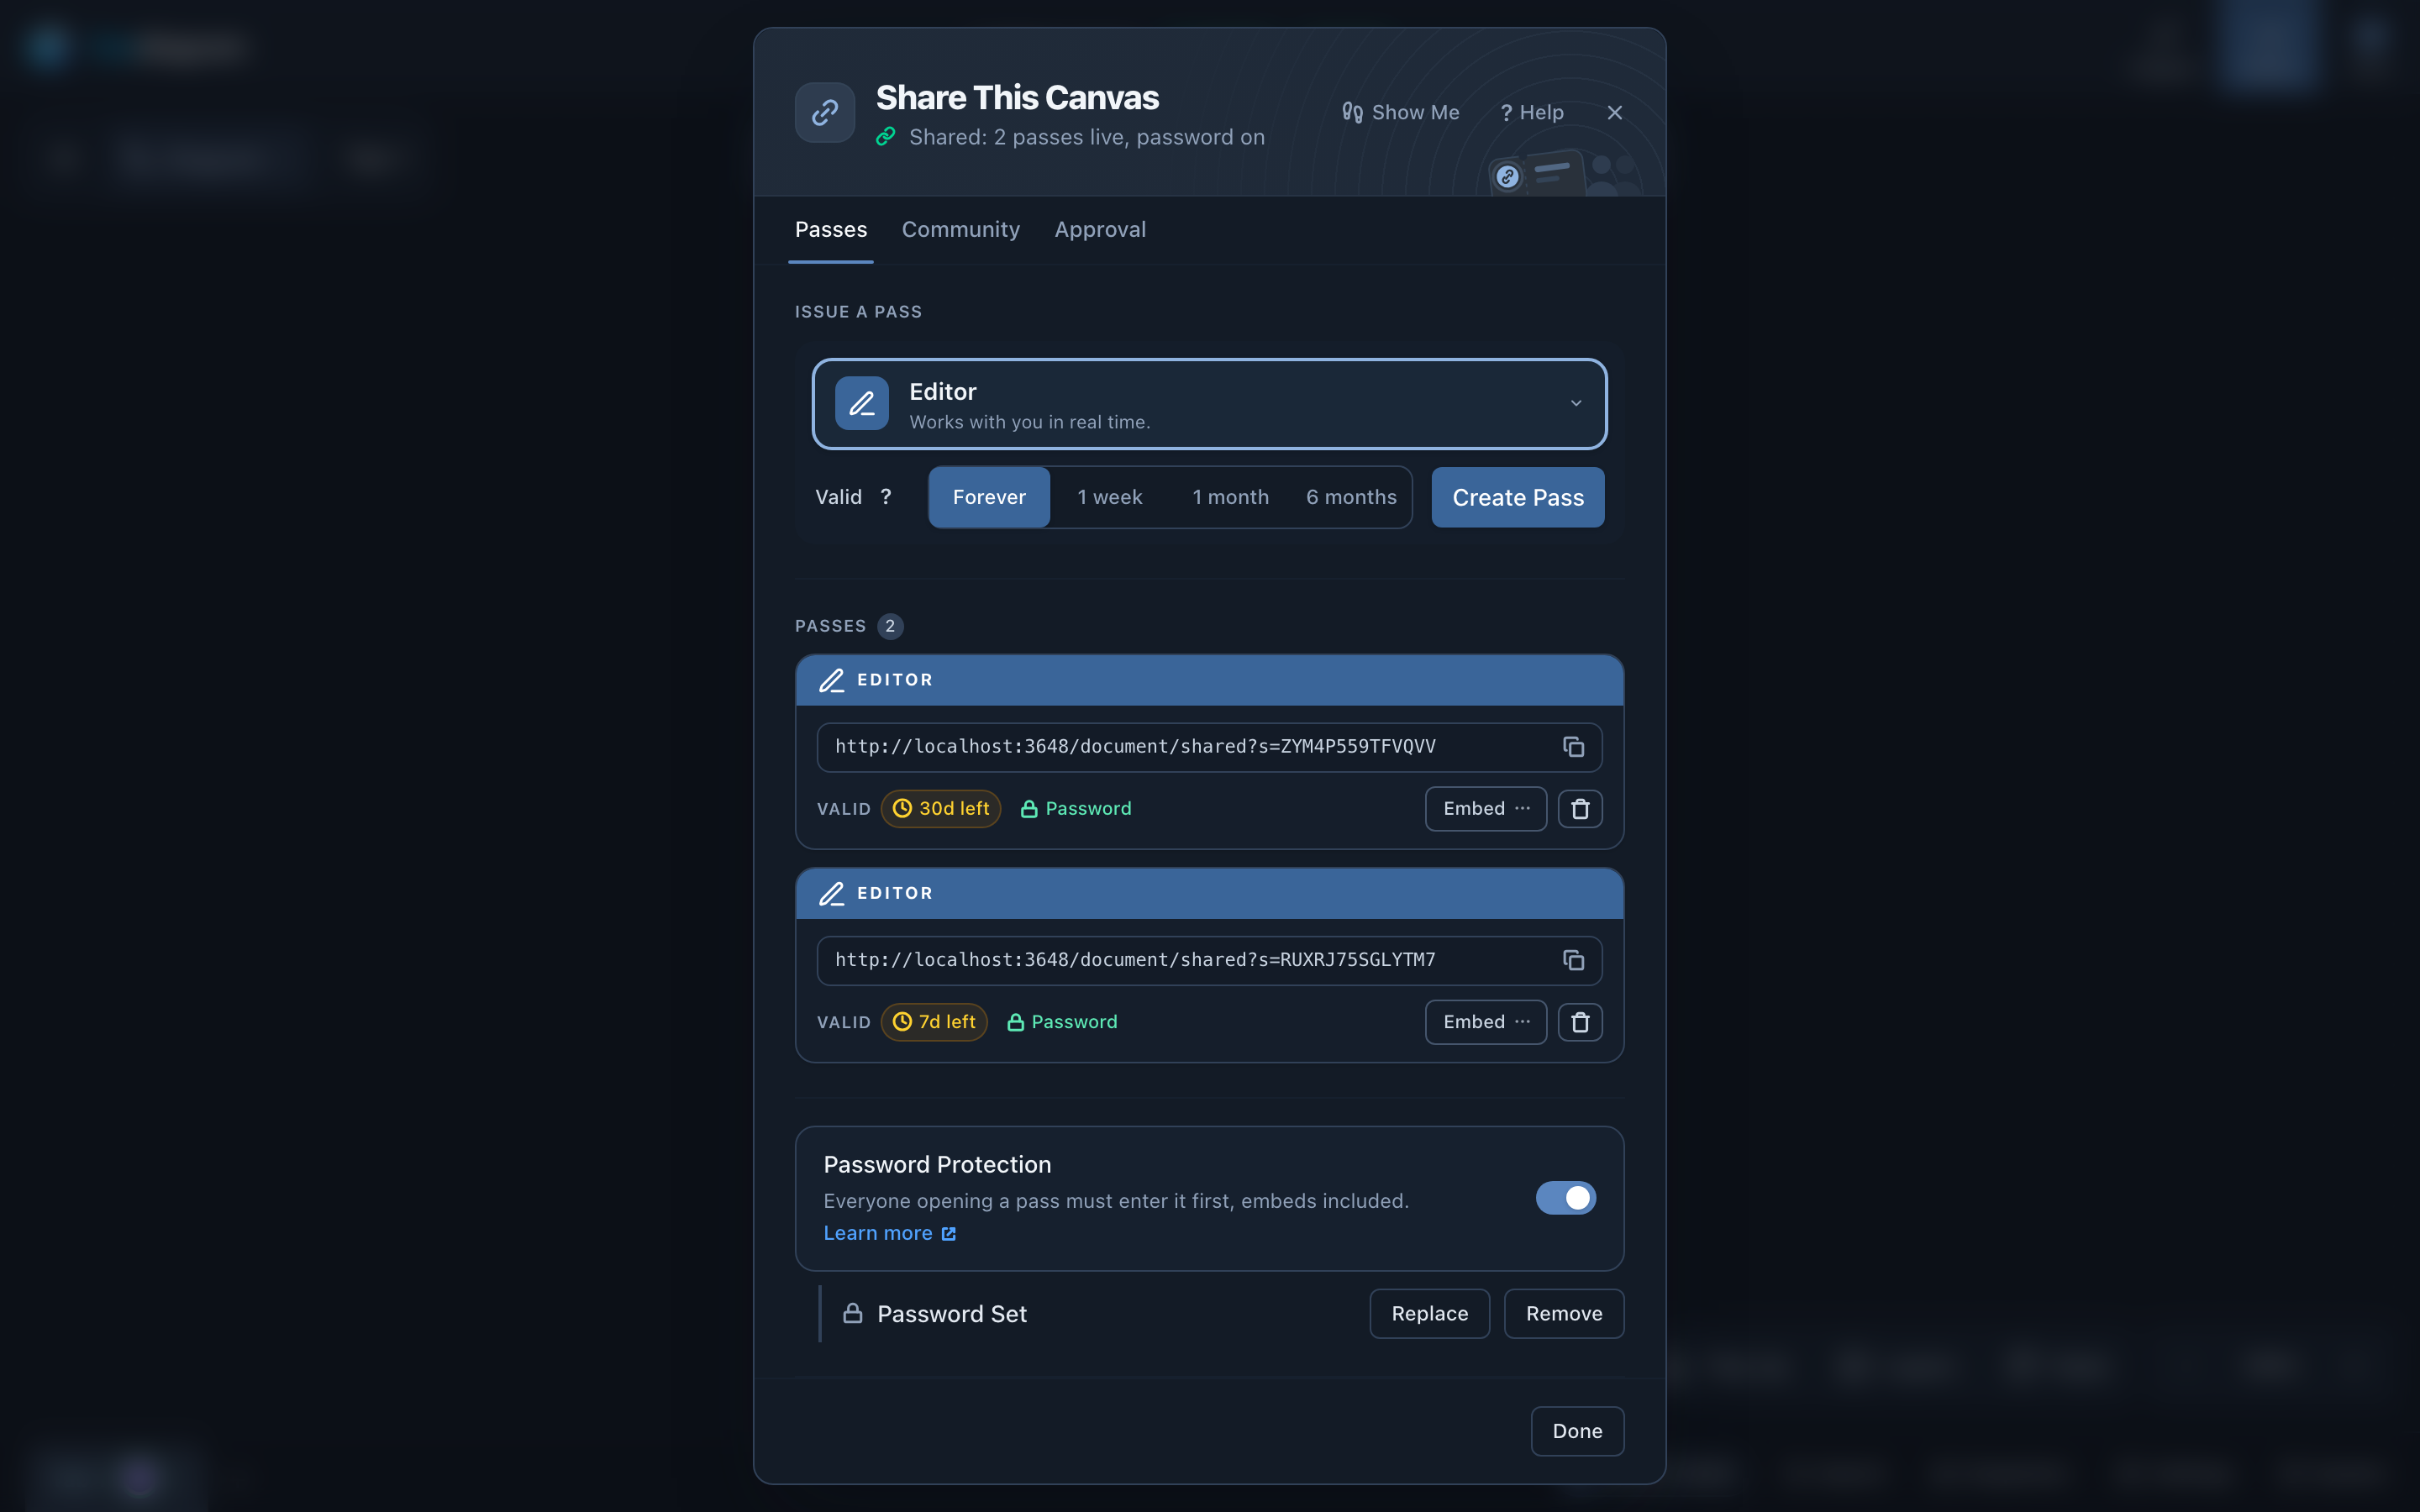 Share This Canvas
Shared: 2 passes live, password on
Show Me
? Help
Passes
Community
Approval
ISSUE A PASS
Editor
Works with you in real time.
Valid ?
Forever
1 week
1 month
6 months
Create Pass
PASSES 2
EDITOR
http://localhost:3648/document/shared?s=ZYM4P559TFVQVV
VALID 30d left Password
Embed ···
EDITOR
http://localhost:3648/document/shared?s=RUXRJ75SGLYTM7
VALID 7d left Password
Embed ···
Password Protection
Everyone opening a pass must enter it first, embeds included.
Learn more
Password Set
Replace
Remove
Done